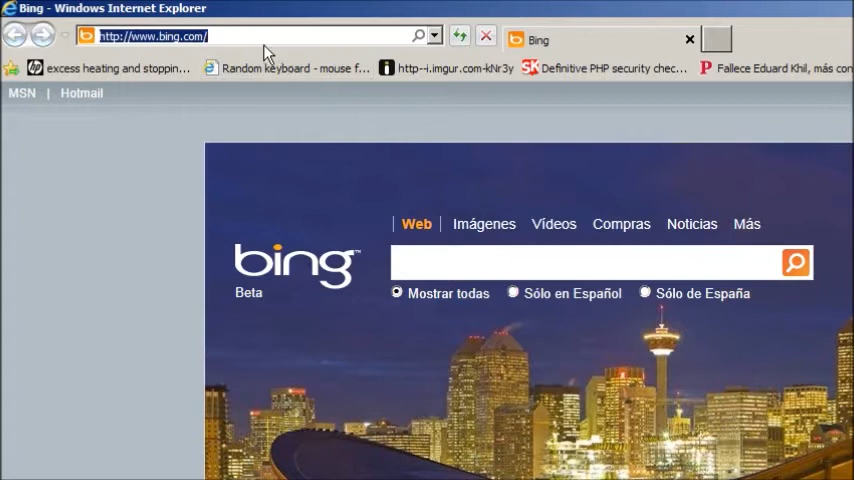 Bing - Windows Internet Explorer
http://www.bing.com/
Bing
excess heating and stoppin...
Random keyboard - mouse f...
http--i.imgur.com-kNr3y
SK Definitive PHP security chec...
P Fallece Eduard Khil, más con
MSN | Hotmail
Web | Imágenes Vídeos Compras Noticias Más
bing™
Beta
Mostrar todas Sólo en Español Sólo de España